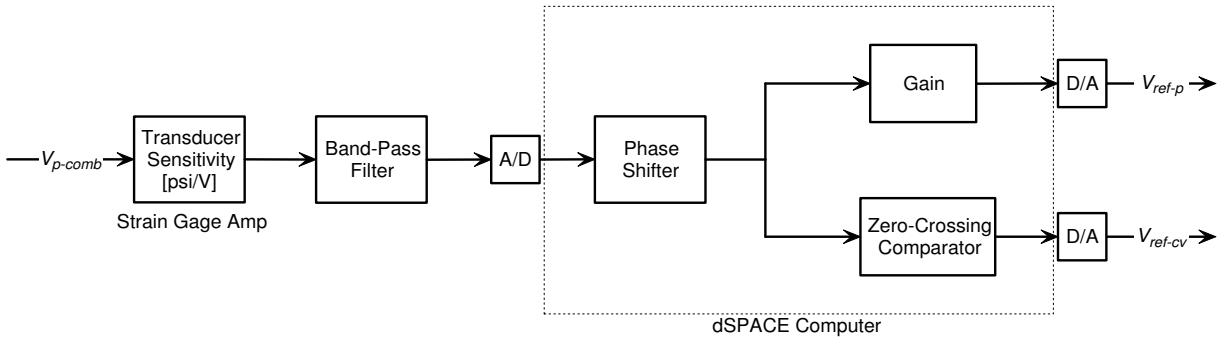 V_p-comb
Transducer
Sensitivity
[psi/V]
Strain Gage Amp
Band-Pass
Filter
A/D
Phase
Shifter
Gain
D/A
V_ref-p
Zero-Crossing
Comparator
D/A
V_ref-cv
dSPACE Computer